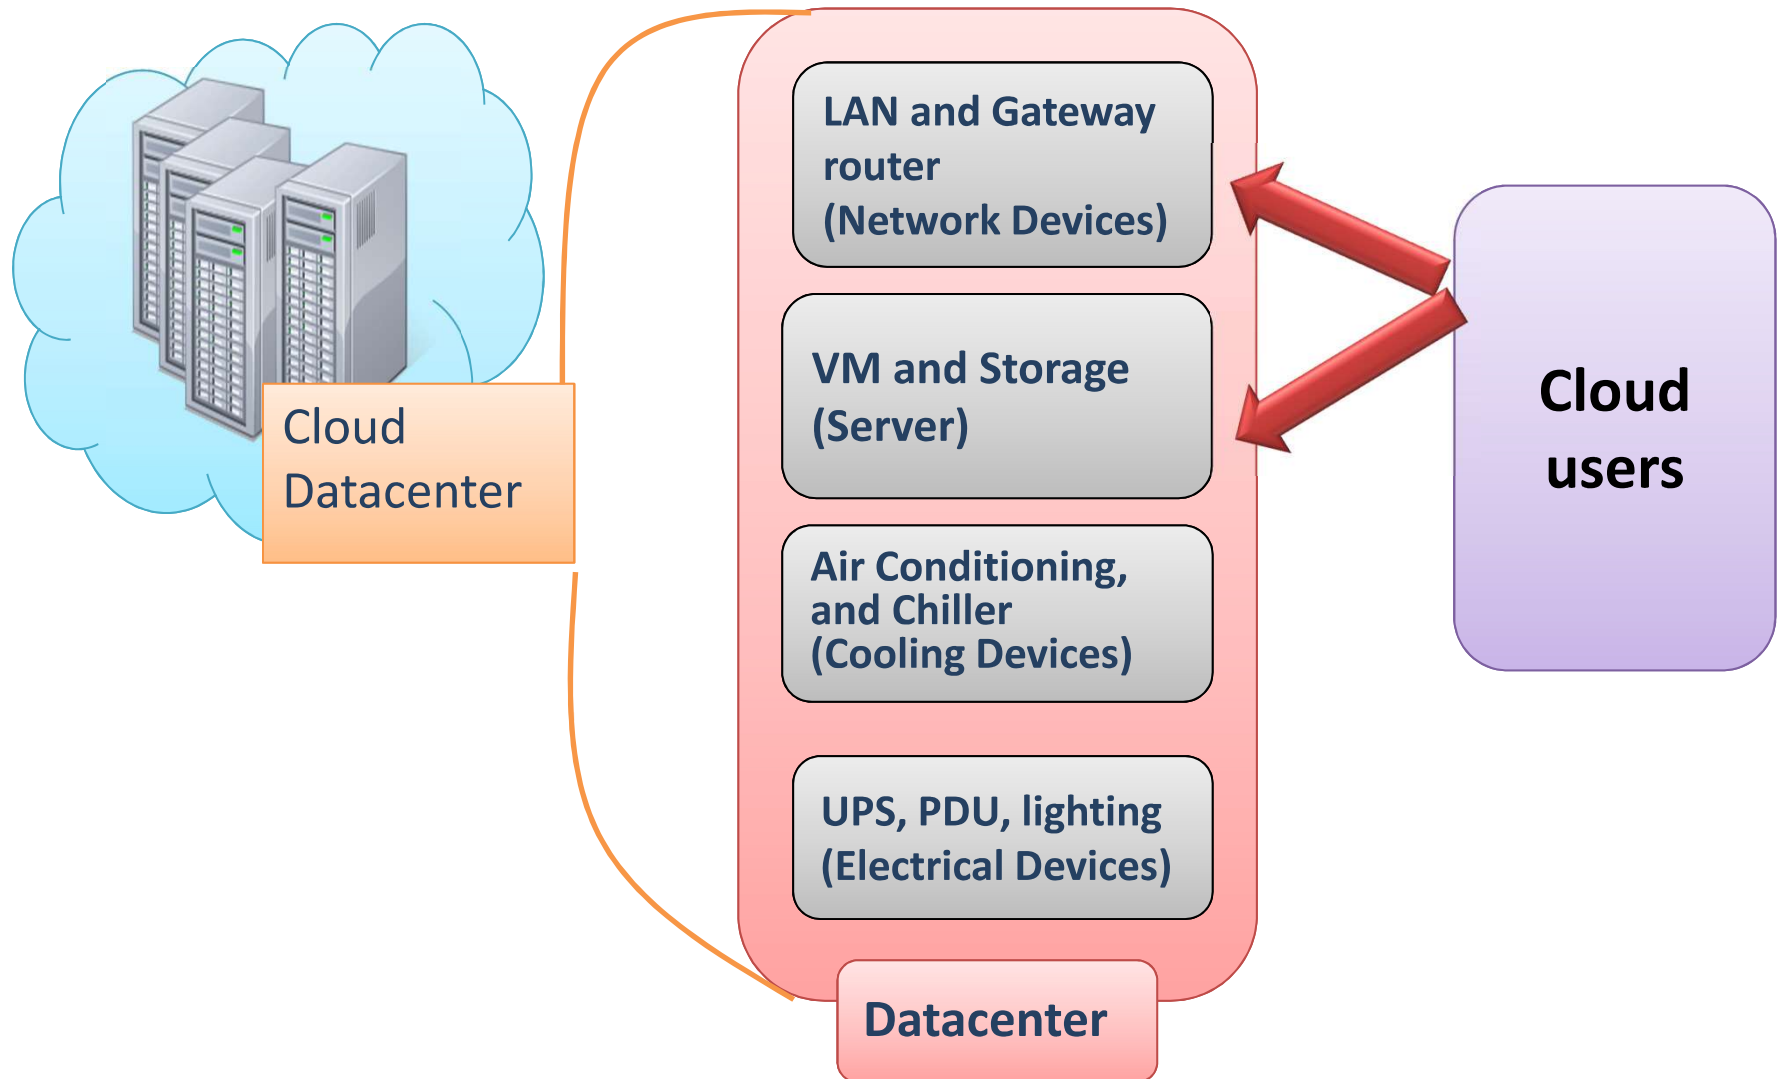 LAN and Gateway
router
(Network Devices)
VM and Storage
(Server)
Air Conditioning,
and Chiller
(Cooling Devices)
UPS, PDU, lighting
(Electrical Devices)
Datacenter
Cloud
Datacenter
Cloud
users